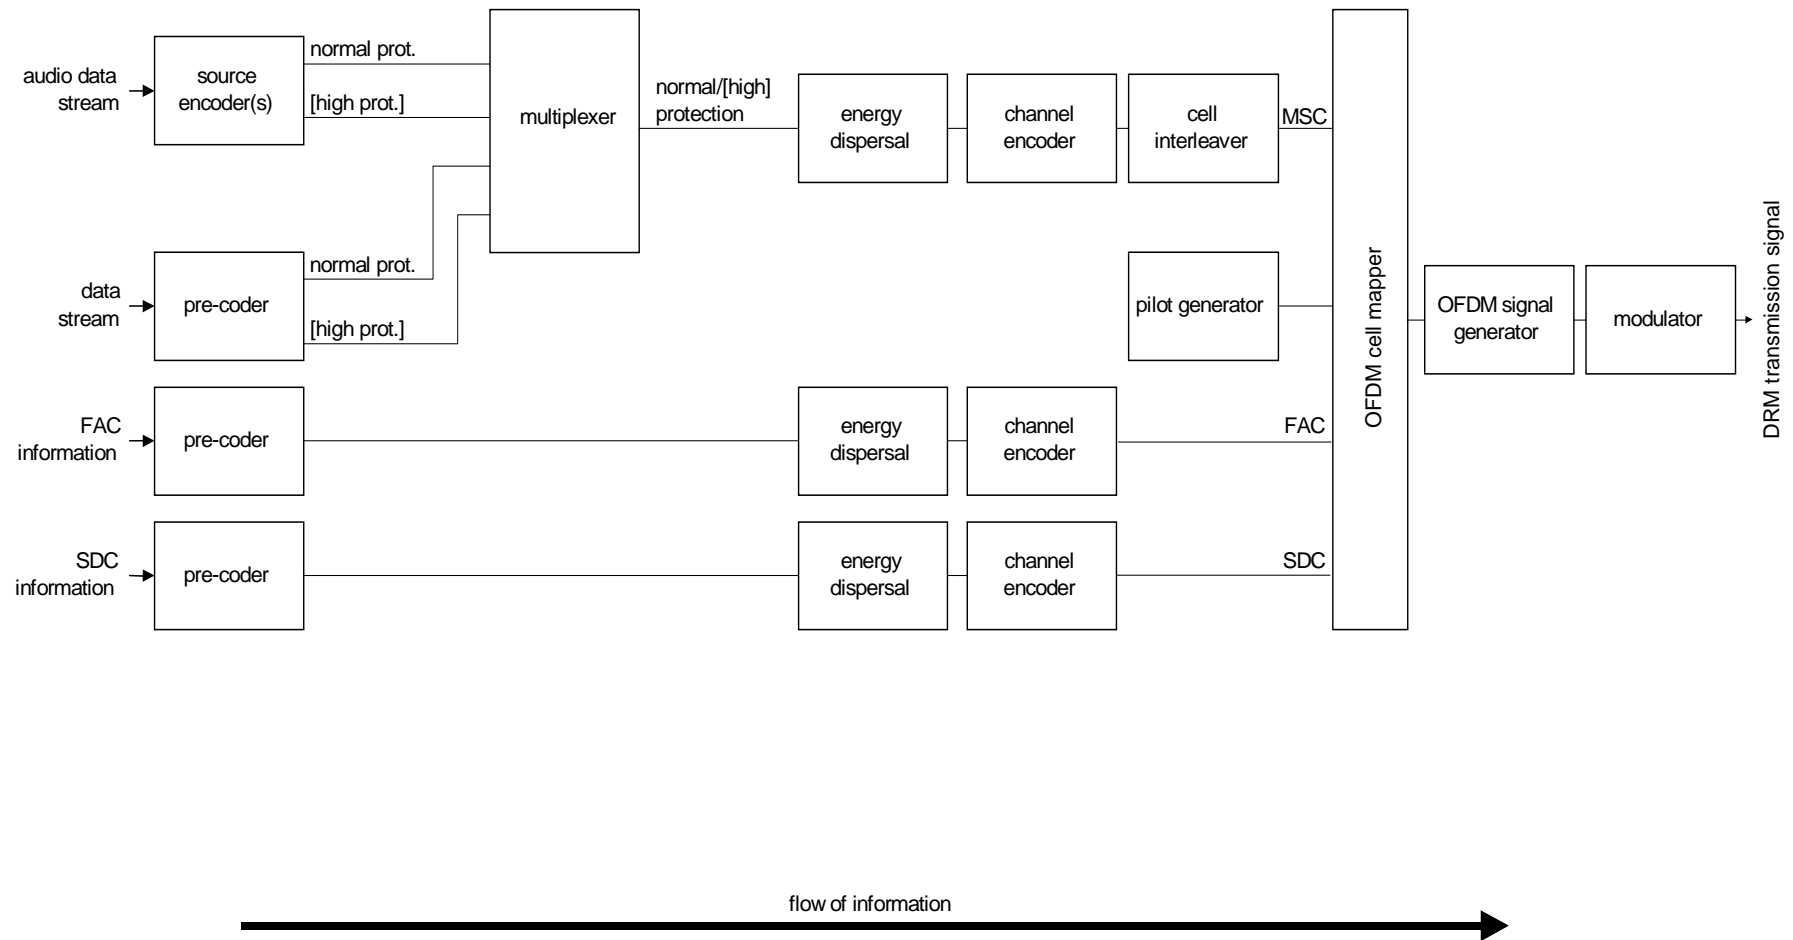 audio data
stream
source
encoder(s)
normal prot.
[high prot.]
multiplexer
normal/[high]
protection
energy
dispersal
channel
encoder
cell
interleaver
MSC
data
stream
pre-coder
normal prot.
[high prot.]
pilot generator
OFDM cell mapper
OFDM signal
generator
modulator
DRM transmission signal
FAC
information
pre-coder
energy
dispersal
channel
encoder
FAC
SDC
information
pre-coder
energy
dispersal
channel
encoder
SDC
flow of information